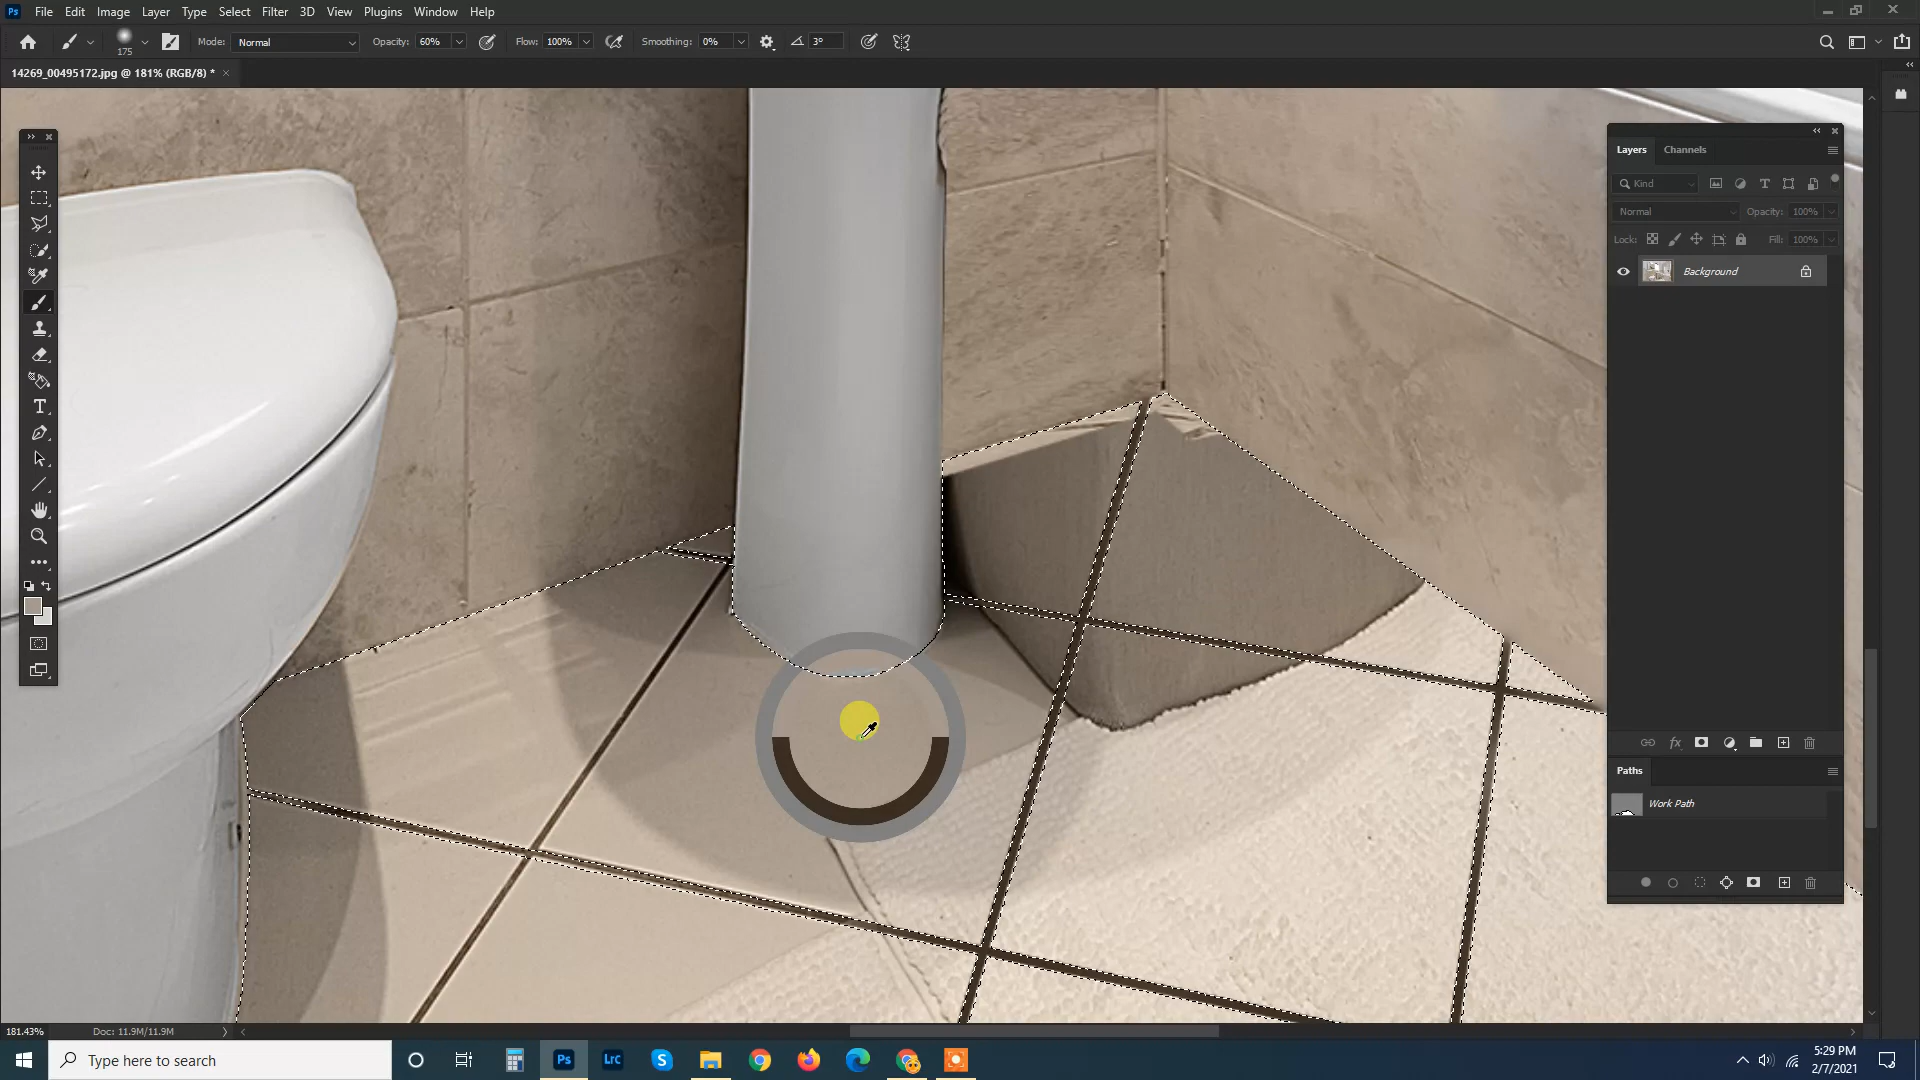 Ps File Edit Image Layer Type Select Filter 3D View Plugins Window Help
175 Mode: Normal Opacity: 60% Flow: 100% Smoothing: 0% 3°
14269_00495172.jpg @ 181% (RGB/8) * ×
Layers Channels
Kind
Normal Opacity: 100%
Lock: Fill: 100%
Background
Paths
Work Path
181.43% Doc: 11.9M/11.9M
Type here to search
Ps
Lrc
5:29 PM
2/7/2021